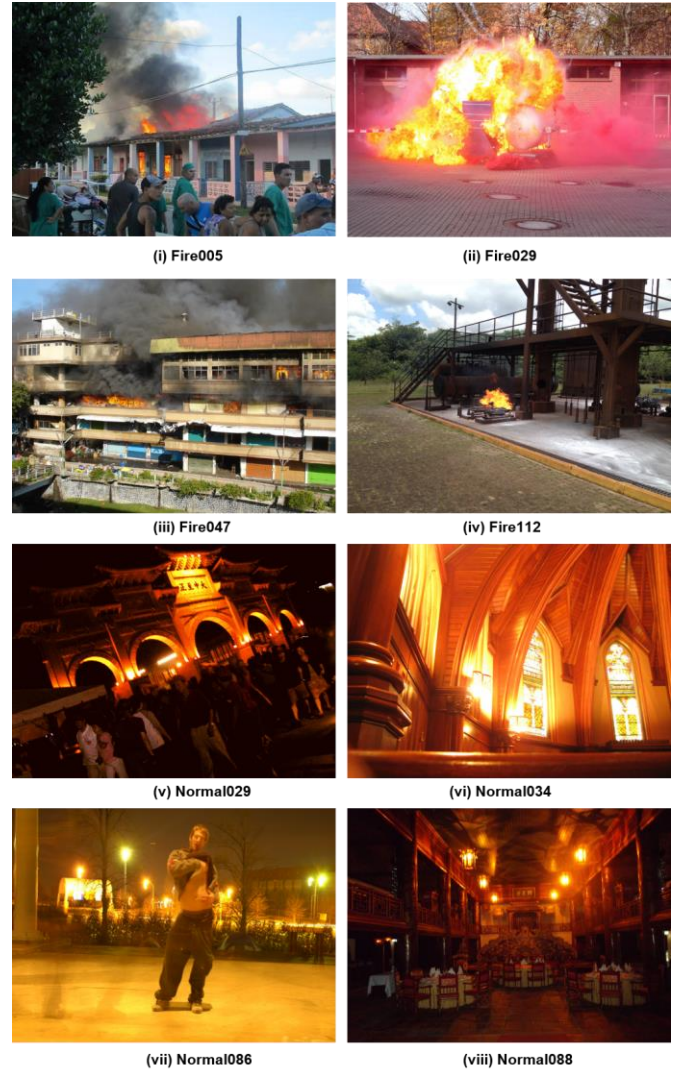 (i) Fire005
(ii) Fire029
(iii) Fire047
(iv) Fire112
(v) Normal029
(vi) Normal034
(vii) Normal086
(viii) Normal088